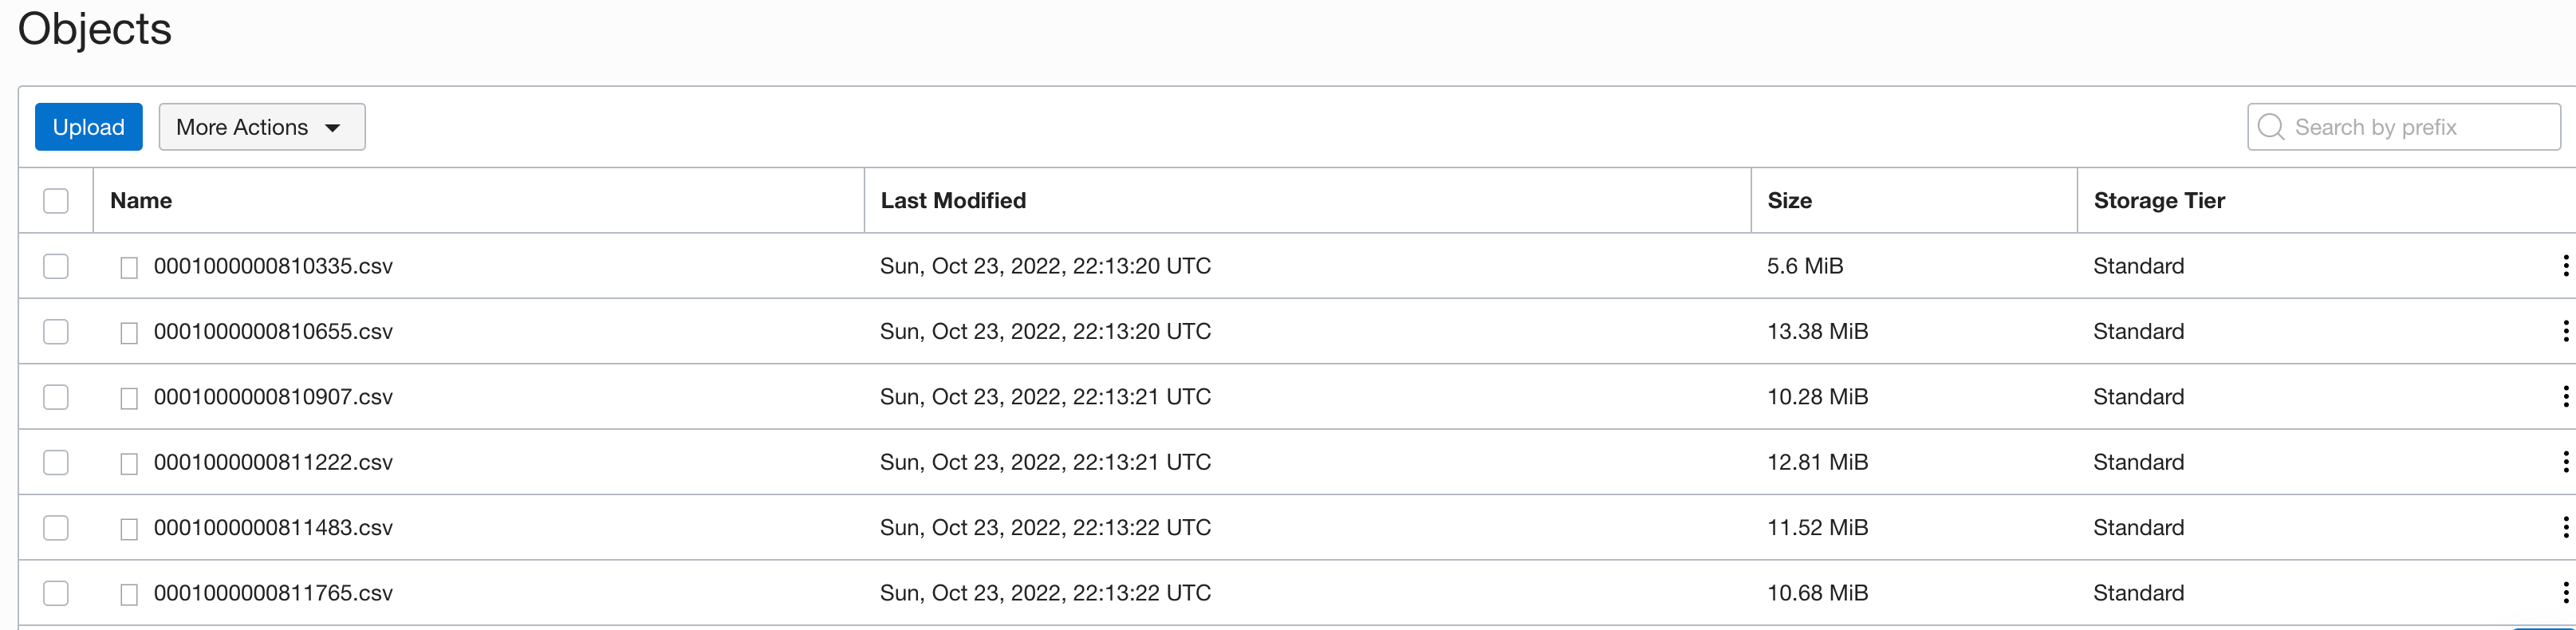 Objects
Upload More Actions Search by prefix
Name Last Modified Size Storage Tier
0001000000810335.csv Sun, Oct 23, 2022, 22:13:20 UTC 5.6 MiB Standard
0001000000810655.csv Sun, Oct 23, 2022, 22:13:20 UTC 13.38 MiB Standard
0001000000810907.csv Sun, Oct 23, 2022, 22:13:21 UTC 10.28 MiB Standard
0001000000811222.csv Sun, Oct 23, 2022, 22:13:21 UTC 12.81 MiB Standard
0001000000811483.csv Sun, Oct 23, 2022, 22:13:22 UTC 11.52 MiB Standard
0001000000811765.csv Sun, Oct 23, 2022, 22:13:22 UTC 10.68 MiB Standard